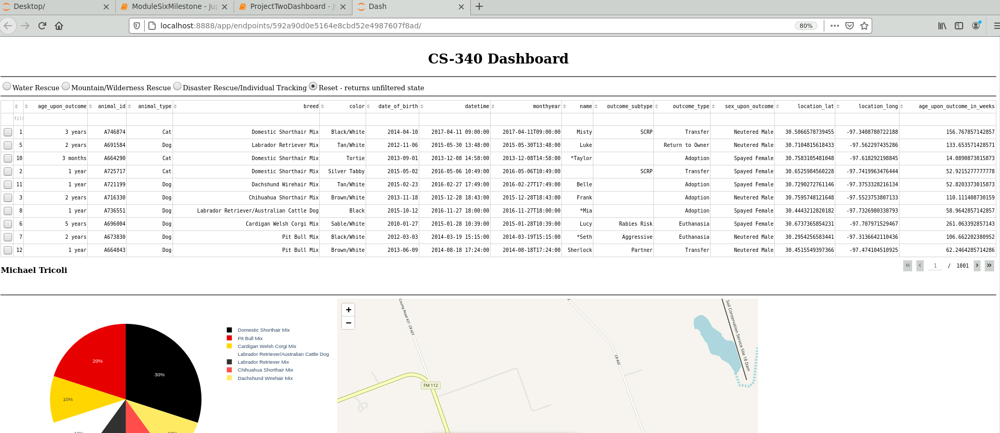 Desktop/
ModuleSixMilestone - Jup
ProjectTwoDashboard - Ju
Dash
localhost:8888/app/endpoints/592a90d0e5164e8cbd52e4987607f8ad/
80%
CS-340 Dashboard
Water Rescue Mountain/Wilderness Rescue Disaster Rescue/Individual Tracking Reset - returns unfiltered state
age_upon_outcome animal_id animal_type breed color date_of_birth datetime monthyear name outcome_subtype outcome_type sex_upon_outcome location_lat location_long age_upon_outcome_in_weeks
filt
1 3 years A746874 Cat Domestic Shorthair Mix Black/White 2014-04-10 2017-04-11 09:00:00 2017-04-11T09:00:00 Misty SCRP Transfer Neutered Male 30.5066578739455 -97.3408780722188 156.767857142857
5 2 years A691584 Dog Labrador Retriever Mix Tan/White 2012-11-06 2015-05-30 13:48:00 2015-05-30T13:48:00 Luke Return to Owner Neutered Male 30.7104815618433 -97.562297435286 133.653571428571
10 3 months A664290 Cat Domestic Shorthair Mix Tortie 2013-09-01 2013-12-08 14:58:00 2013-12-08T14:58:00 *Taylor Adoption Spayed Female 30.7583105481048 -97.618292198845 14.0890873015873
2 1 year A725717 Cat Domestic Shorthair Mix Silver Tabby 2015-05-02 2016-05-06 10:49:00 2016-05-06T10:49:00 SCRP Transfer Spayed Female 30.6525984560228 -97.7419963476444 52.9215277777778
11 1 year A721199 Dog Dachshund Wirehair Mix Tan/White 2015-02-23 2016-02-27 17:49:00 2016-02-27T17:49:00 Belle Adoption Spayed Female 30.7290272761146 -97.3753328216134 52.8203373015873
3 2 years A716330 Dog Chihuahua Shorthair Mix Brown/White 2013-11-18 2015-12-28 18:43:00 2015-12-28T18:43:00 Frank Adoption Neutered Male 30.7595748121648 -97.5523753807133 110.111408730159
8 1 year A736551 Dog Labrador Retriever/Australian Cattle Dog Black 2015-10-12 2016-11-27 18:00:00 2016-11-27T18:00:00 *Mia Adoption Spayed Female 30.4443212820182 -97.7326980338793 58.9642857142857
6 5 years A696004 Dog Cardigan Welsh Corgi Mix Sable/White 2010-01-27 2015-01-28 10:39:00 2015-01-28T10:39:00 Lucy Rabies Risk Euthanasia Spayed Female 30.6737365854231 -97.707971529467 261.063392857143
7 2 years A673830 Dog Pit Bull Mix Black/White 2012-03-03 2014-03-19 15:15:00 2014-03-19T15:15:00 *Seth Aggressive Euthanasia Neutered Male 30.2954256583441 -97.3136642110436 106.662202380952
12 1 year A664843 Dog Pit Bull Mix Brown/White 2013-06-09 2014-08-18 17:24:00 2014-08-18T17:24:00 Sherlock Partner Transfer Neutered Male 30.4515549397366 -97.474104510925 62.2464285714286
1 / 1001
Michael Tricoli
20%
30%
10%
10%
10%
Domestic Shorthair Mix
Pit Bull Mix
Cardigan Welsh Corgi Mix
Labrador Retriever/Australian Cattle Dog
Labrador Retriever Mix
Chihuahua Shorthair Mix
Dachshund Wirehair Mix
+
−
County Road 431 - CR 431
CR 432
FM 112
Soil Conservation Service Site 18 Dam